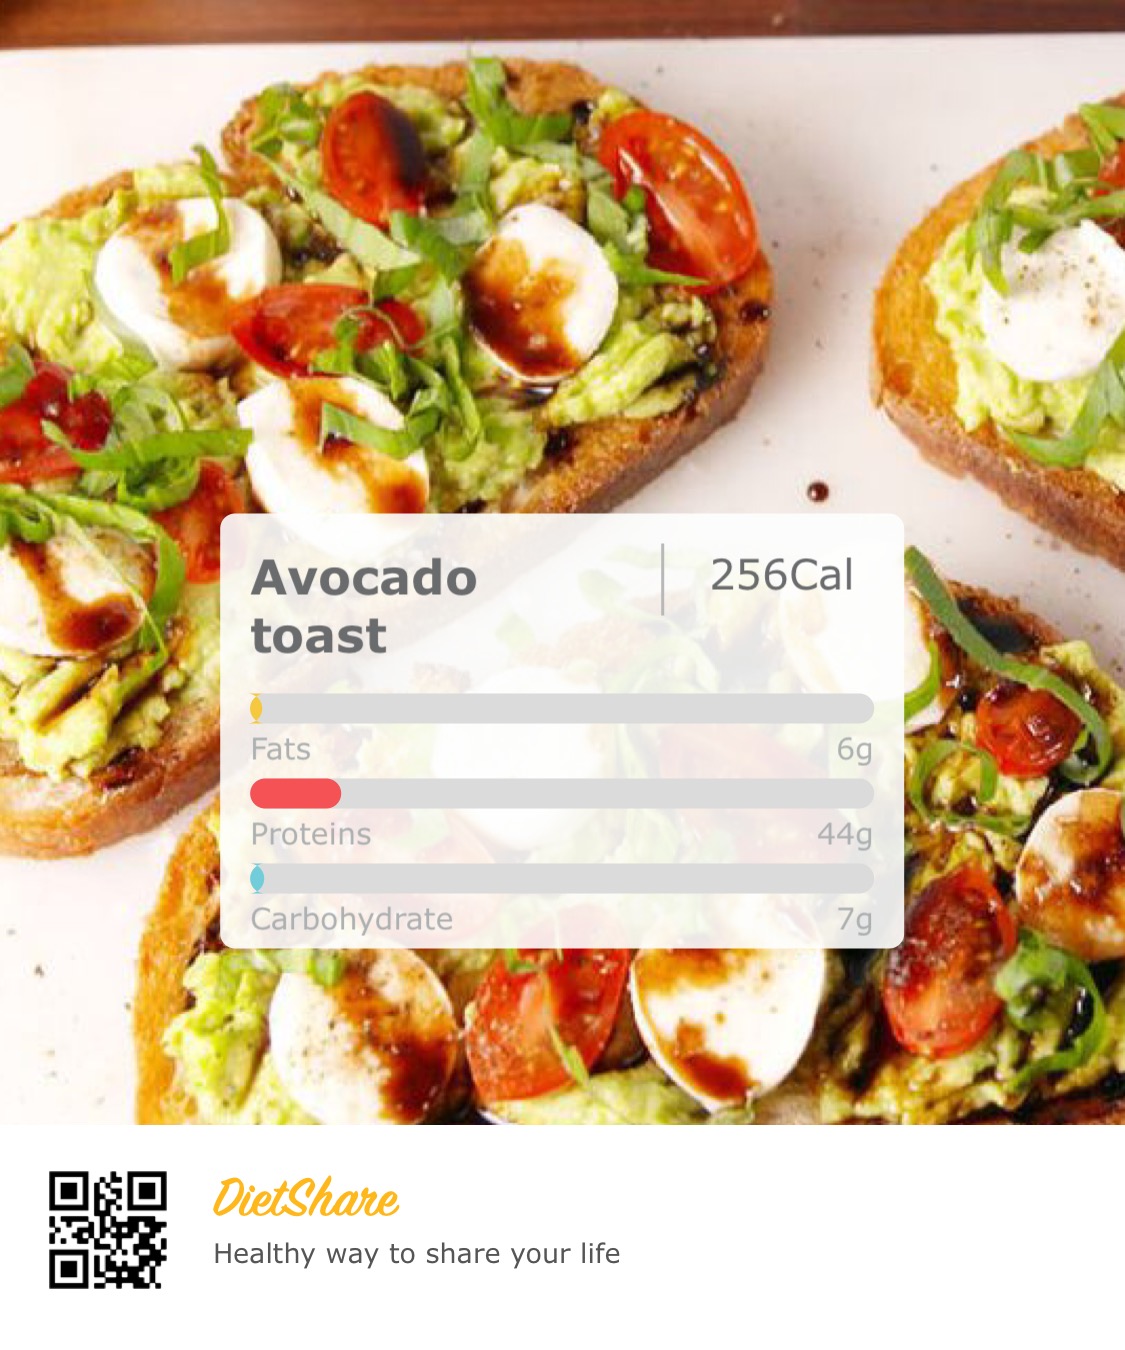 Avocado
toast
256Cal
Fats 6g
Proteins 44g
Carbohydrate 7g
DietShare
Healthy way to share your life